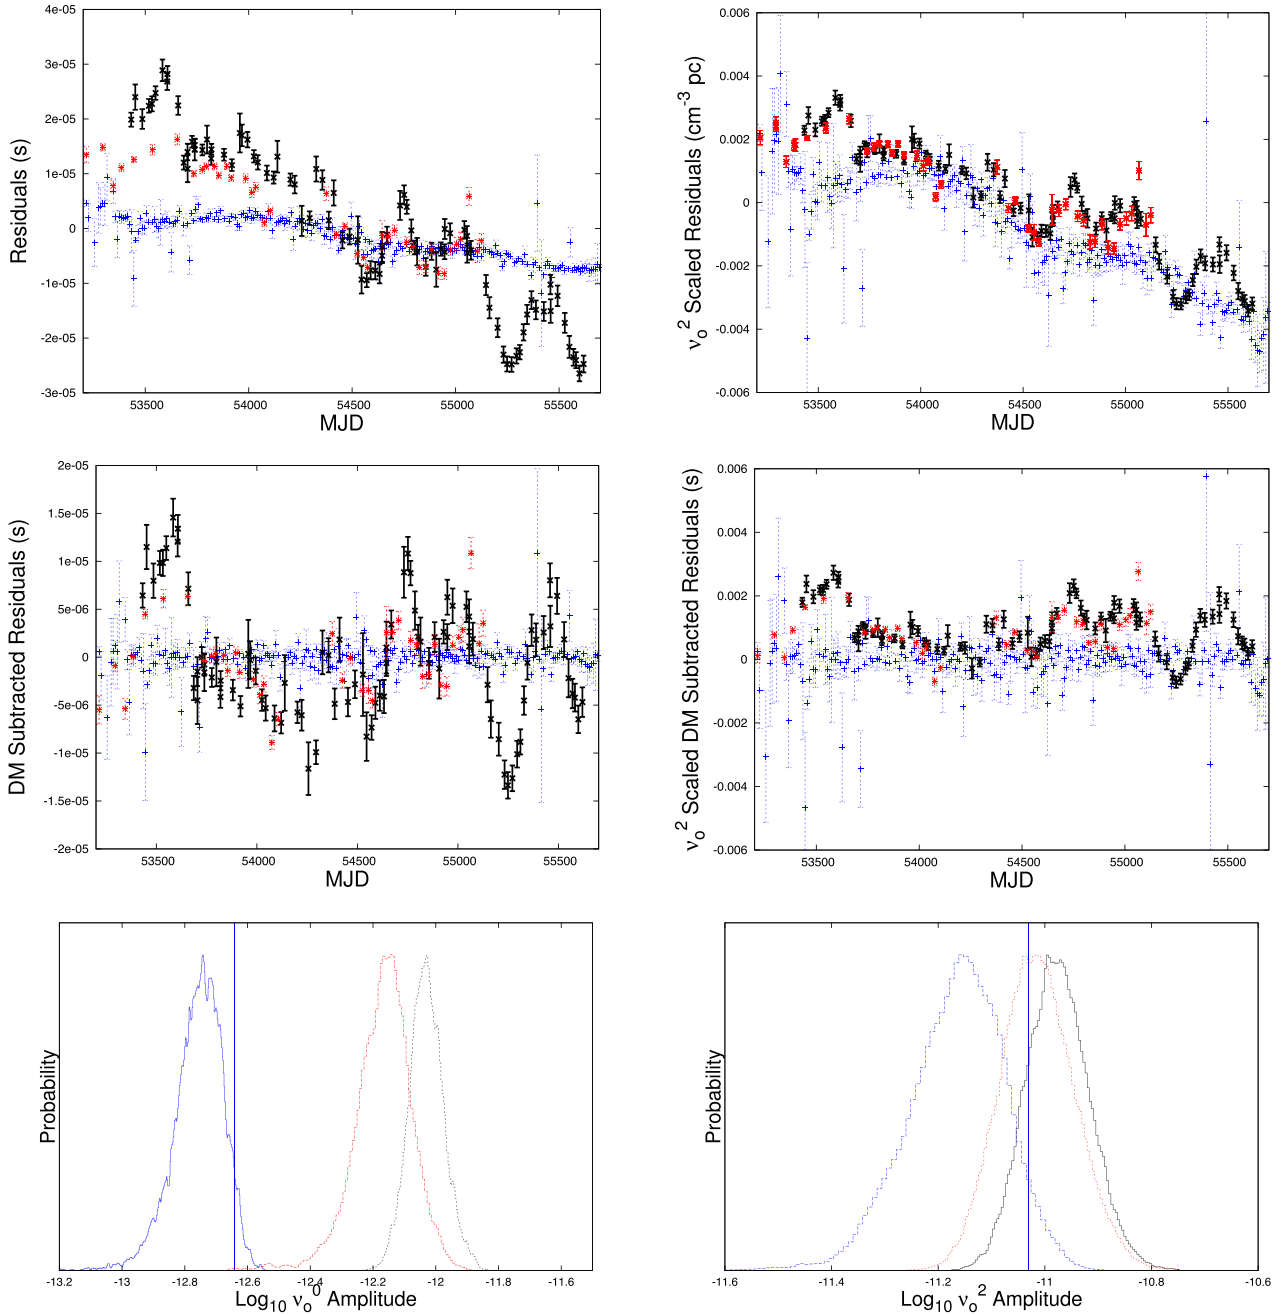 4e-05
3e-05
2e-05
1e-05
0
-1e-05
-2e-05
-3e-05
53500 54000 54500 55000 55500
MJD
Residuals (s)
0.006
0.004
0.002
0
-0.002
-0.004
-0.006
53500 54000 54500 55000 55500
MJD
νo2 Scaled Residuals (cm-3 pc)
2e-05
1.5e-05
1e-05
5e-06
0
-5e-06
-1e-05
-1.5e-05
-2e-05
53500 54000 54500 55000 55500
MJD
DM Subtracted Residuals (s)
0.006
0.004
0.002
0
-0.002
-0.004
-0.006
53500 54000 54500 55000 55500
MJD
νo2 Scaled DM Subtracted Residuals (s)
Probability
-13.2 -13 -12.8 -12.6 -12.4 -12.2 -12 -11.8 -11.6
Log10 νo0 Amplitude
Probability
-11.6 -11.4 -11.2 -11 -10.8 -10.6
Log10 νo2 Amplitude